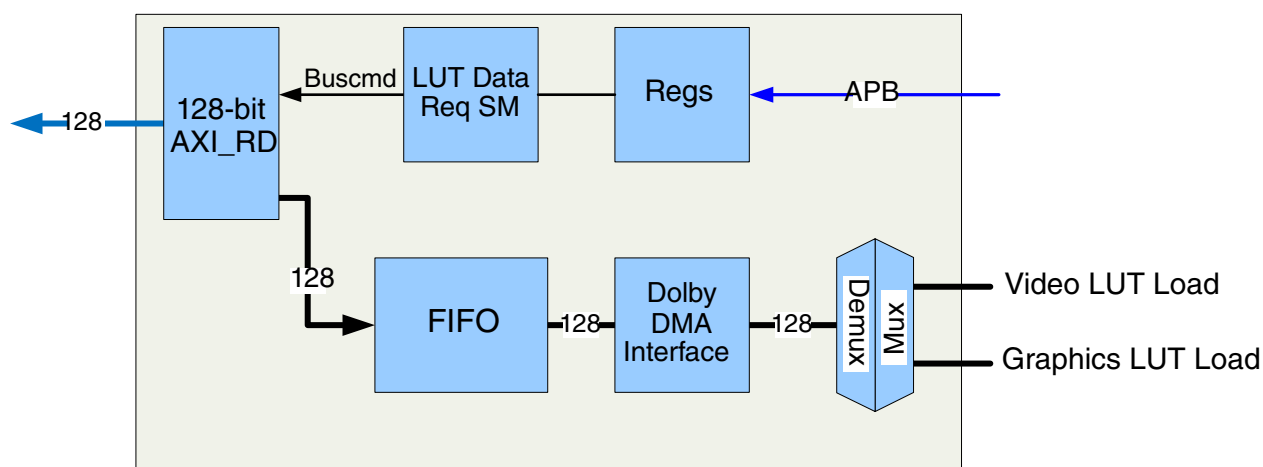 128
128-bit
AXI_RD
Buscmd
LUT Data
Req SM
Regs
APB
128
FIFO
128
Dolby
DMA
Interface
128
Demux
Mux
Video LUT Load
Graphics LUT Load